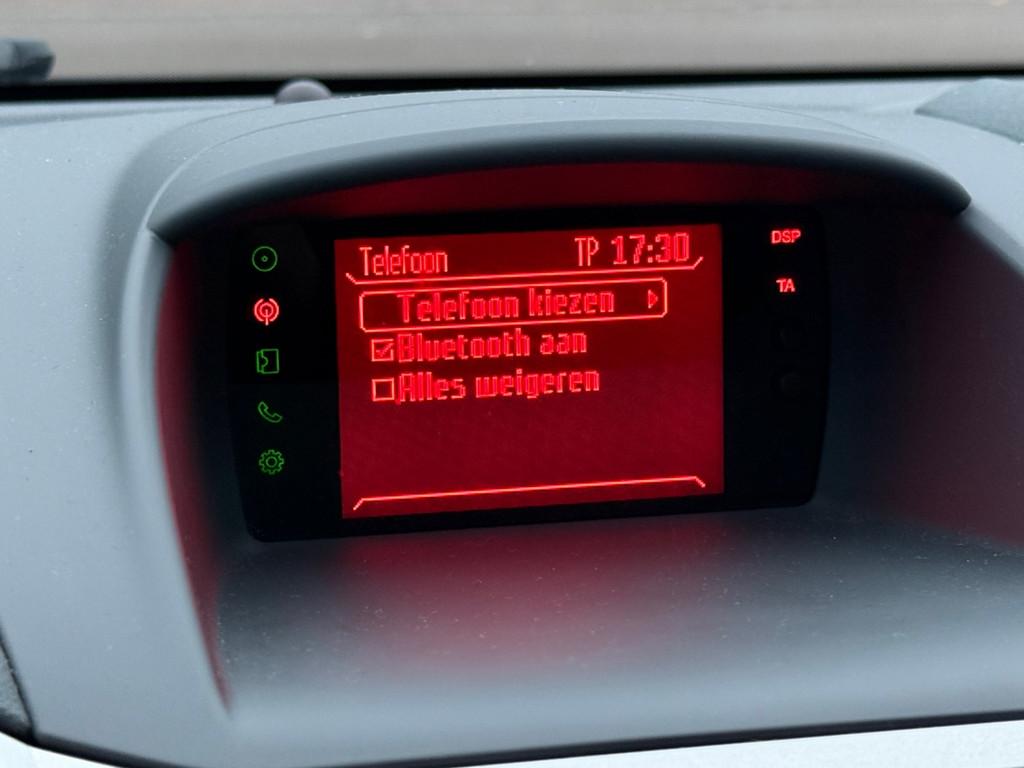 Telefoon TP 17:30
DSP
TA
Telefoon kiezen
Bluetooth aan
Alles weigeren